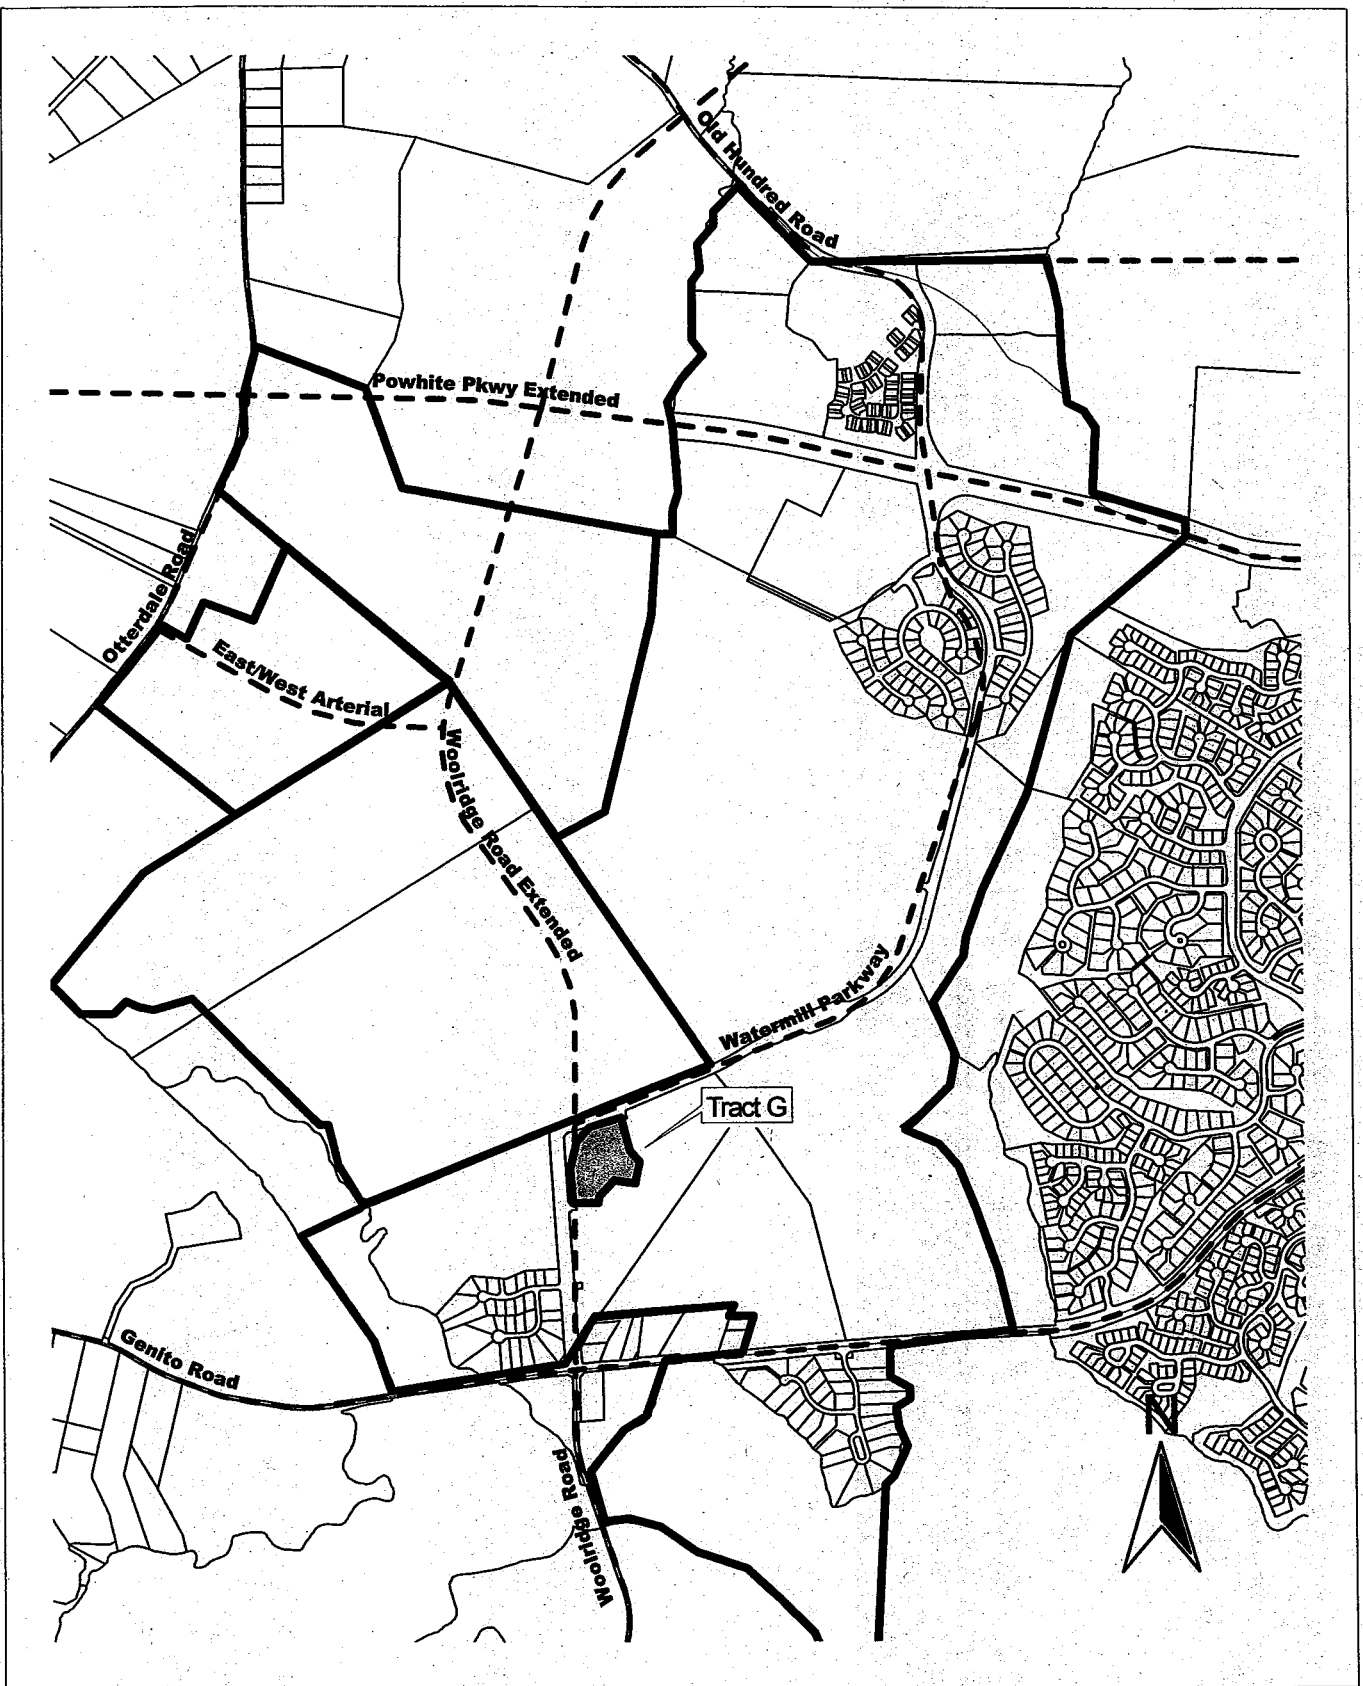 Old Hundred Road
Powhite Pkwy Extended
Otterdale Road
East/West Arterial
Woolridge Road Extended
Watermill Parkway
Tract G
Genito Road
Woolridge Road
N